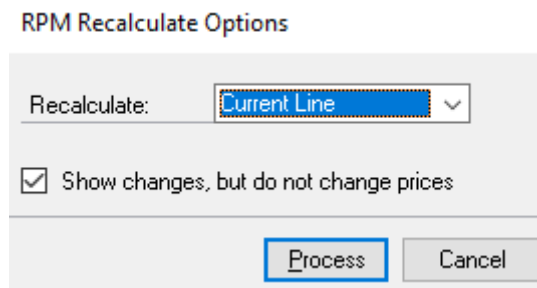 RPM Recalculate Options
Recalculate: Current Line
Show changes, but do not change prices
Process Cancel